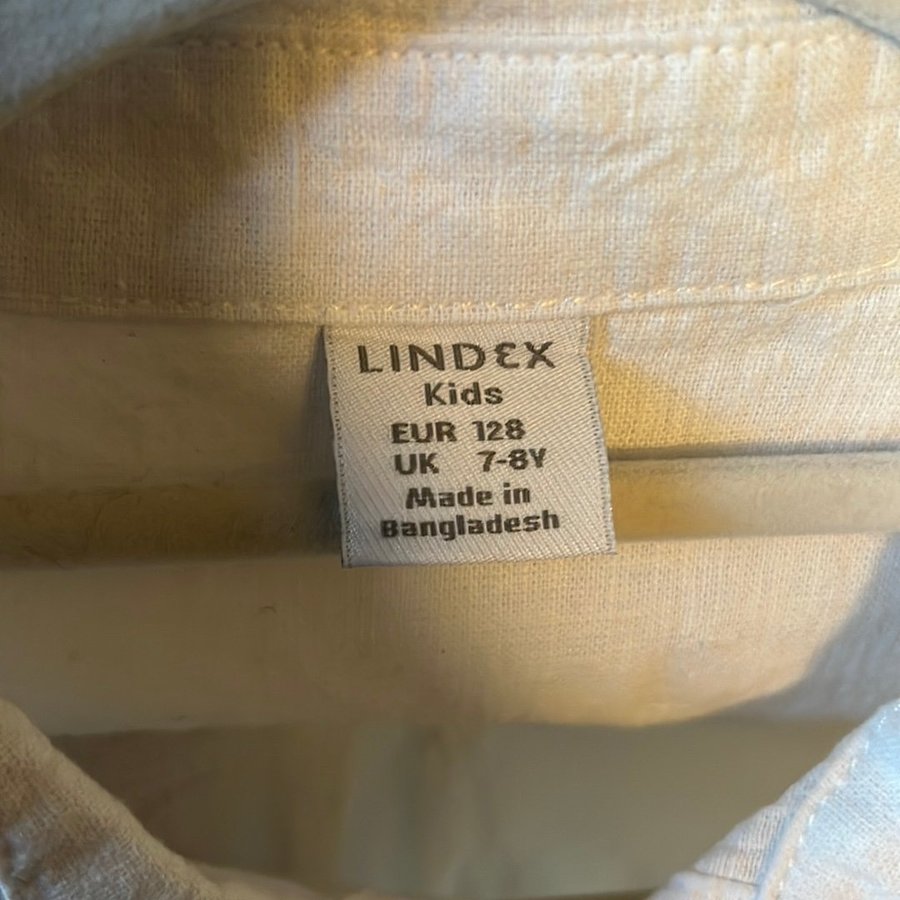 LINDEX
Kids
EUR 128
UK 7-8Y
Made in
Bangladesh